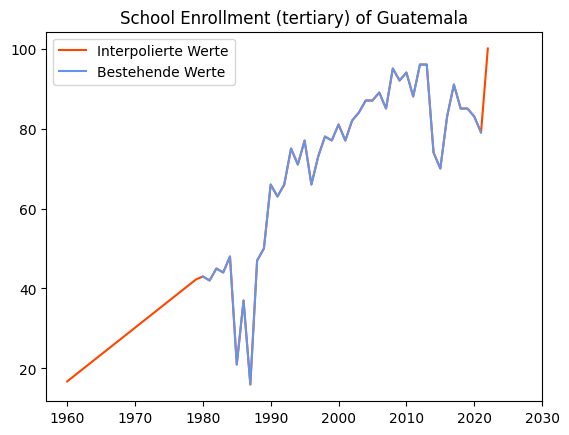 School Enrollment (tertiary) of Guatemala
Interpolierte Werte
Bestehende Werte
100
80
60
40
20
1960 1970 1980 1990 2000 2010 2020 2030